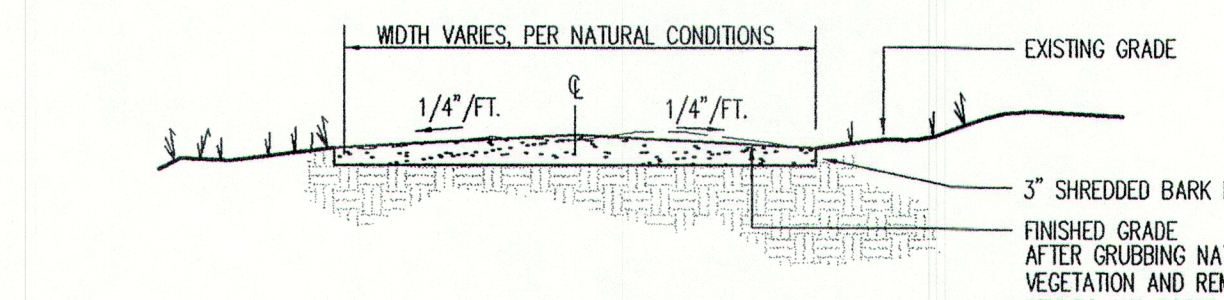 WIDTH VARIES, PER NATURAL CONDITIONS
EXISTING GRADE
℄
1/4"/FT.
1/4"/FT.
3" SHREDDED BARK
FINISHED GRADE
AFTER GRUBBING
VEGETATION AND